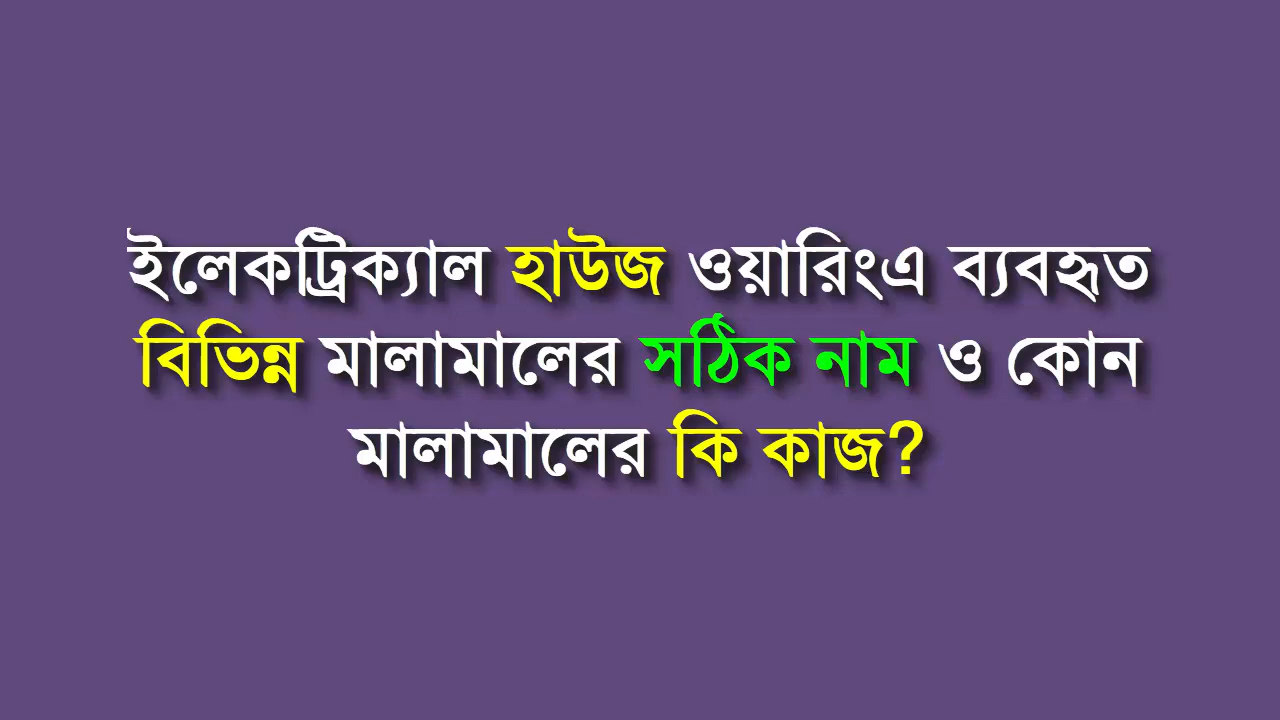 ইলেকট্রিক্যাল হাউজ ওয়ারিংএ ব্যবহৃত
বিভিন্ন মালামালের সঠিক নাম ও কোন
মালামালের কি কাজ?